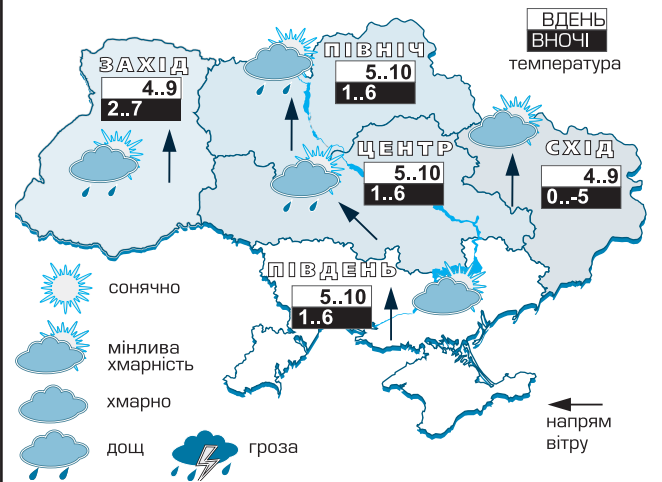 ВДЕНЬ
ВНОЧІ
температура
ПІВНІЧ
5..10
1..6
ЗАХІД
4..9
2..7
ЦЕНТР
5..10
1..6
СХІД
4..9
0..-5
ПІВДЕНЬ
5..10
1..6
сонячно
мінлива
хмарність
хмарно
дощ
гроза
напрям
вітру